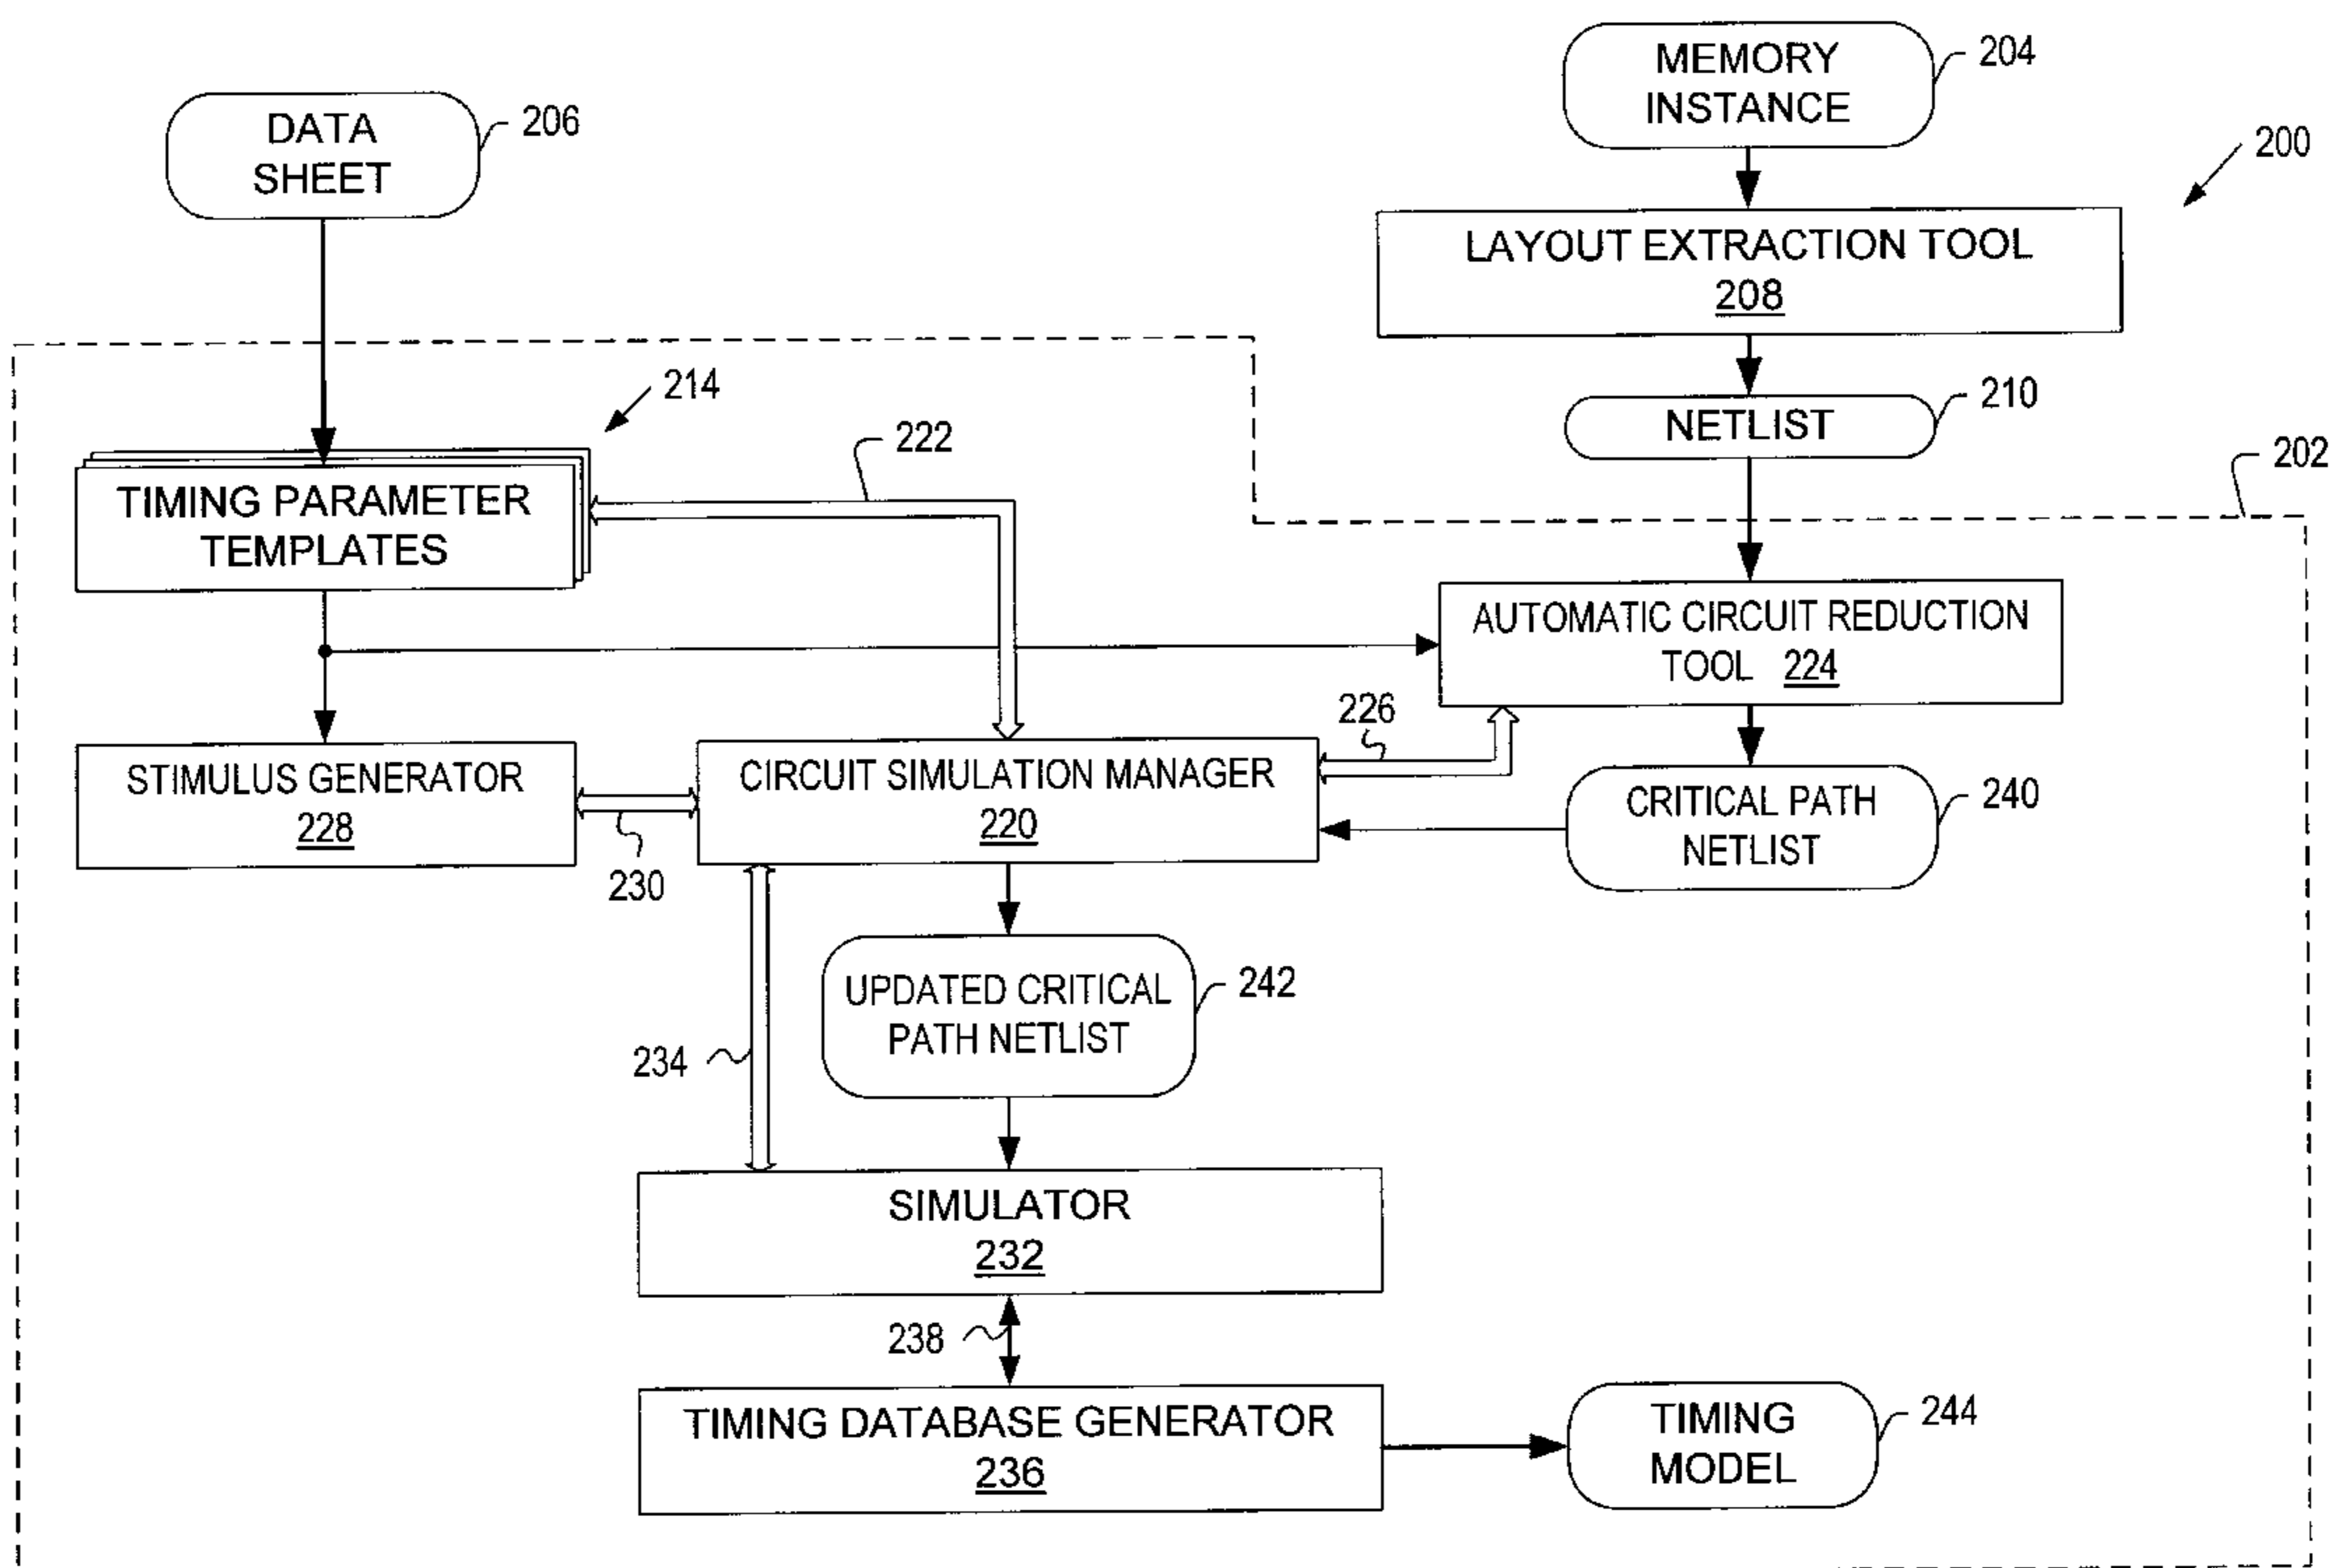 MEMORY
INSTANCE
204
DATA
SHEET
206
200
LAYOUT EXTRACTION TOOL
208
214
NETLIST
210
222
202
TIMING PARAMETER
TEMPLATES
AUTOMATIC CIRCUIT REDUCTION
TOOL 224
226
STIMULUS GENERATOR
228
CIRCUIT SIMULATION MANAGER
220
230
CRITICAL PATH
NETLIST
240
UPDATED CRITICAL
PATH NETLIST
242
234
SIMULATOR
232
238
TIMING DATABASE GENERATOR
236
TIMING
MODEL
244